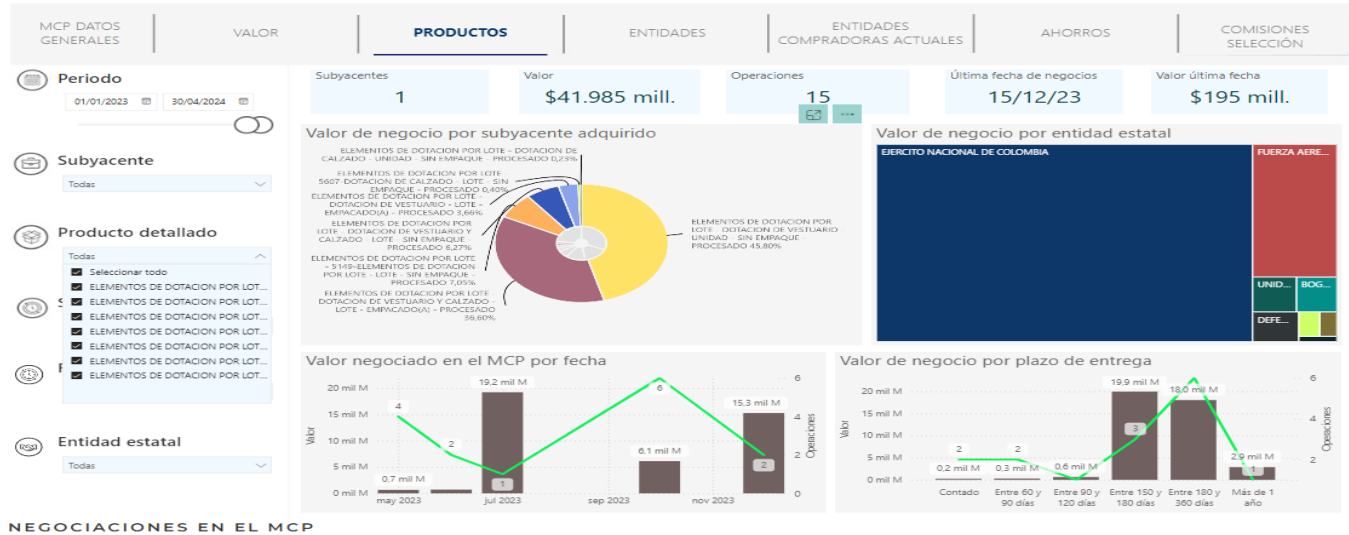 MCP DATOS
GENERALES
VALOR
PRODUCTOS
ENTIDADES
ENTIDADES
COMPRADORAS ACTUALES
AHORROS
COMISIONES
SELECCIÓN
Periodo
01/01/2023
30/04/2024
Subyacente
Todas
Producto detallado
Todas
Seleccionar todo
ELEMENTOS DE DOTACION POR LOT...
ELEMENTOS DE DOTACION POR LOT...
ELEMENTOS DE DOTACION POR LOT...
ELEMENTOS DE DOTACION POR LOT...
ELEMENTOS DE DOTACION POR LOT...
ELEMENTOS DE DOTACION POR LOT...
ELEMENTOS DE DOTACION POR LOT...
Entidad estatal
Todas
Subyacentes
1
Valor
$41.985 mill.
Operaciones
15
Última fecha de negocios
15/12/23
Valor última fecha
$195 mill.
Valor de negocio por subyacente adquirido
ELEMENTOS DE DOTACION POR LOTE - DOTACION DE
CALZADO - UNIDAD - SIN EMPAQUE - PROCESADO 0,23%
ELEMENTOS DE DOTACION POR LOTE
5607-DOTACION DE CALZADO - LOTE - SIN
EMPAQUE - PROCESADO 0,40%
ELEMENTOS DE DOTACION POR LOTE -
DOTACION DE VESTUARIO - LOTE -
EMPACADO(A) - PROCESADO 3,66%
ELEMENTOS DE DOTACION POR
LOTE - DOTACION DE VESTUARIO Y
CALZADO - LOTE - SIN EMPAQUE -
PROCESADO 6,27%
ELEMENTOS DE DOTACION POR LOTE
- 5149-ELEMENTOS DE DOTACION
POR LOTE - LOTE - SIN EMPAQUE -
PROCESADO 7,05%
ELEMENTOS DE DOTACION POR LOTE
DOTACION DE VESTUARIO Y CALZADO -
LOTE - EMPACADO(A) - PROCESADO
36,60%
ELEMENTOS DE DOTACION POR
LOTE - DOTACION DE VESTUARIO
UNIDAD - SIN EMPAQUE -
PROCESADO 45,80%
Valor de negocio por entidad estatal
EJERCITO NACIONAL DE COLOMBIA
FUERZA AERE...
UNID...
BOG...
DEFE...
Valor negociado en el MCP por fecha
Valor
20 mil M
15 mil M
10 mil M
5 mil M
0 mil M
0,7 mil M
19,2 mil M
6,1 mil M
15,3 mil M
4
2
1
6
2
6
4
2
0
Operaciones
may 2023
jul 2023
sep 2023
nov 2023
Valor de negocio por plazo de entrega
Valor
20 mil M
15 mil M
10 mil M
5 mil M
0 mil M
0,2 mil M
0,3 mil M
0,6 mil M
19,9 mil M
18,0 mil M
2,9 mil M
2
2
3
1
6
4
2
Operaciones
Contado
Entre 60 y
90 días
Entre 90 y
120 días
Entre 150 y
180 días
Entre 180 y
360 días
Más de 1
año
NEGOCIACIONES EN EL MCP